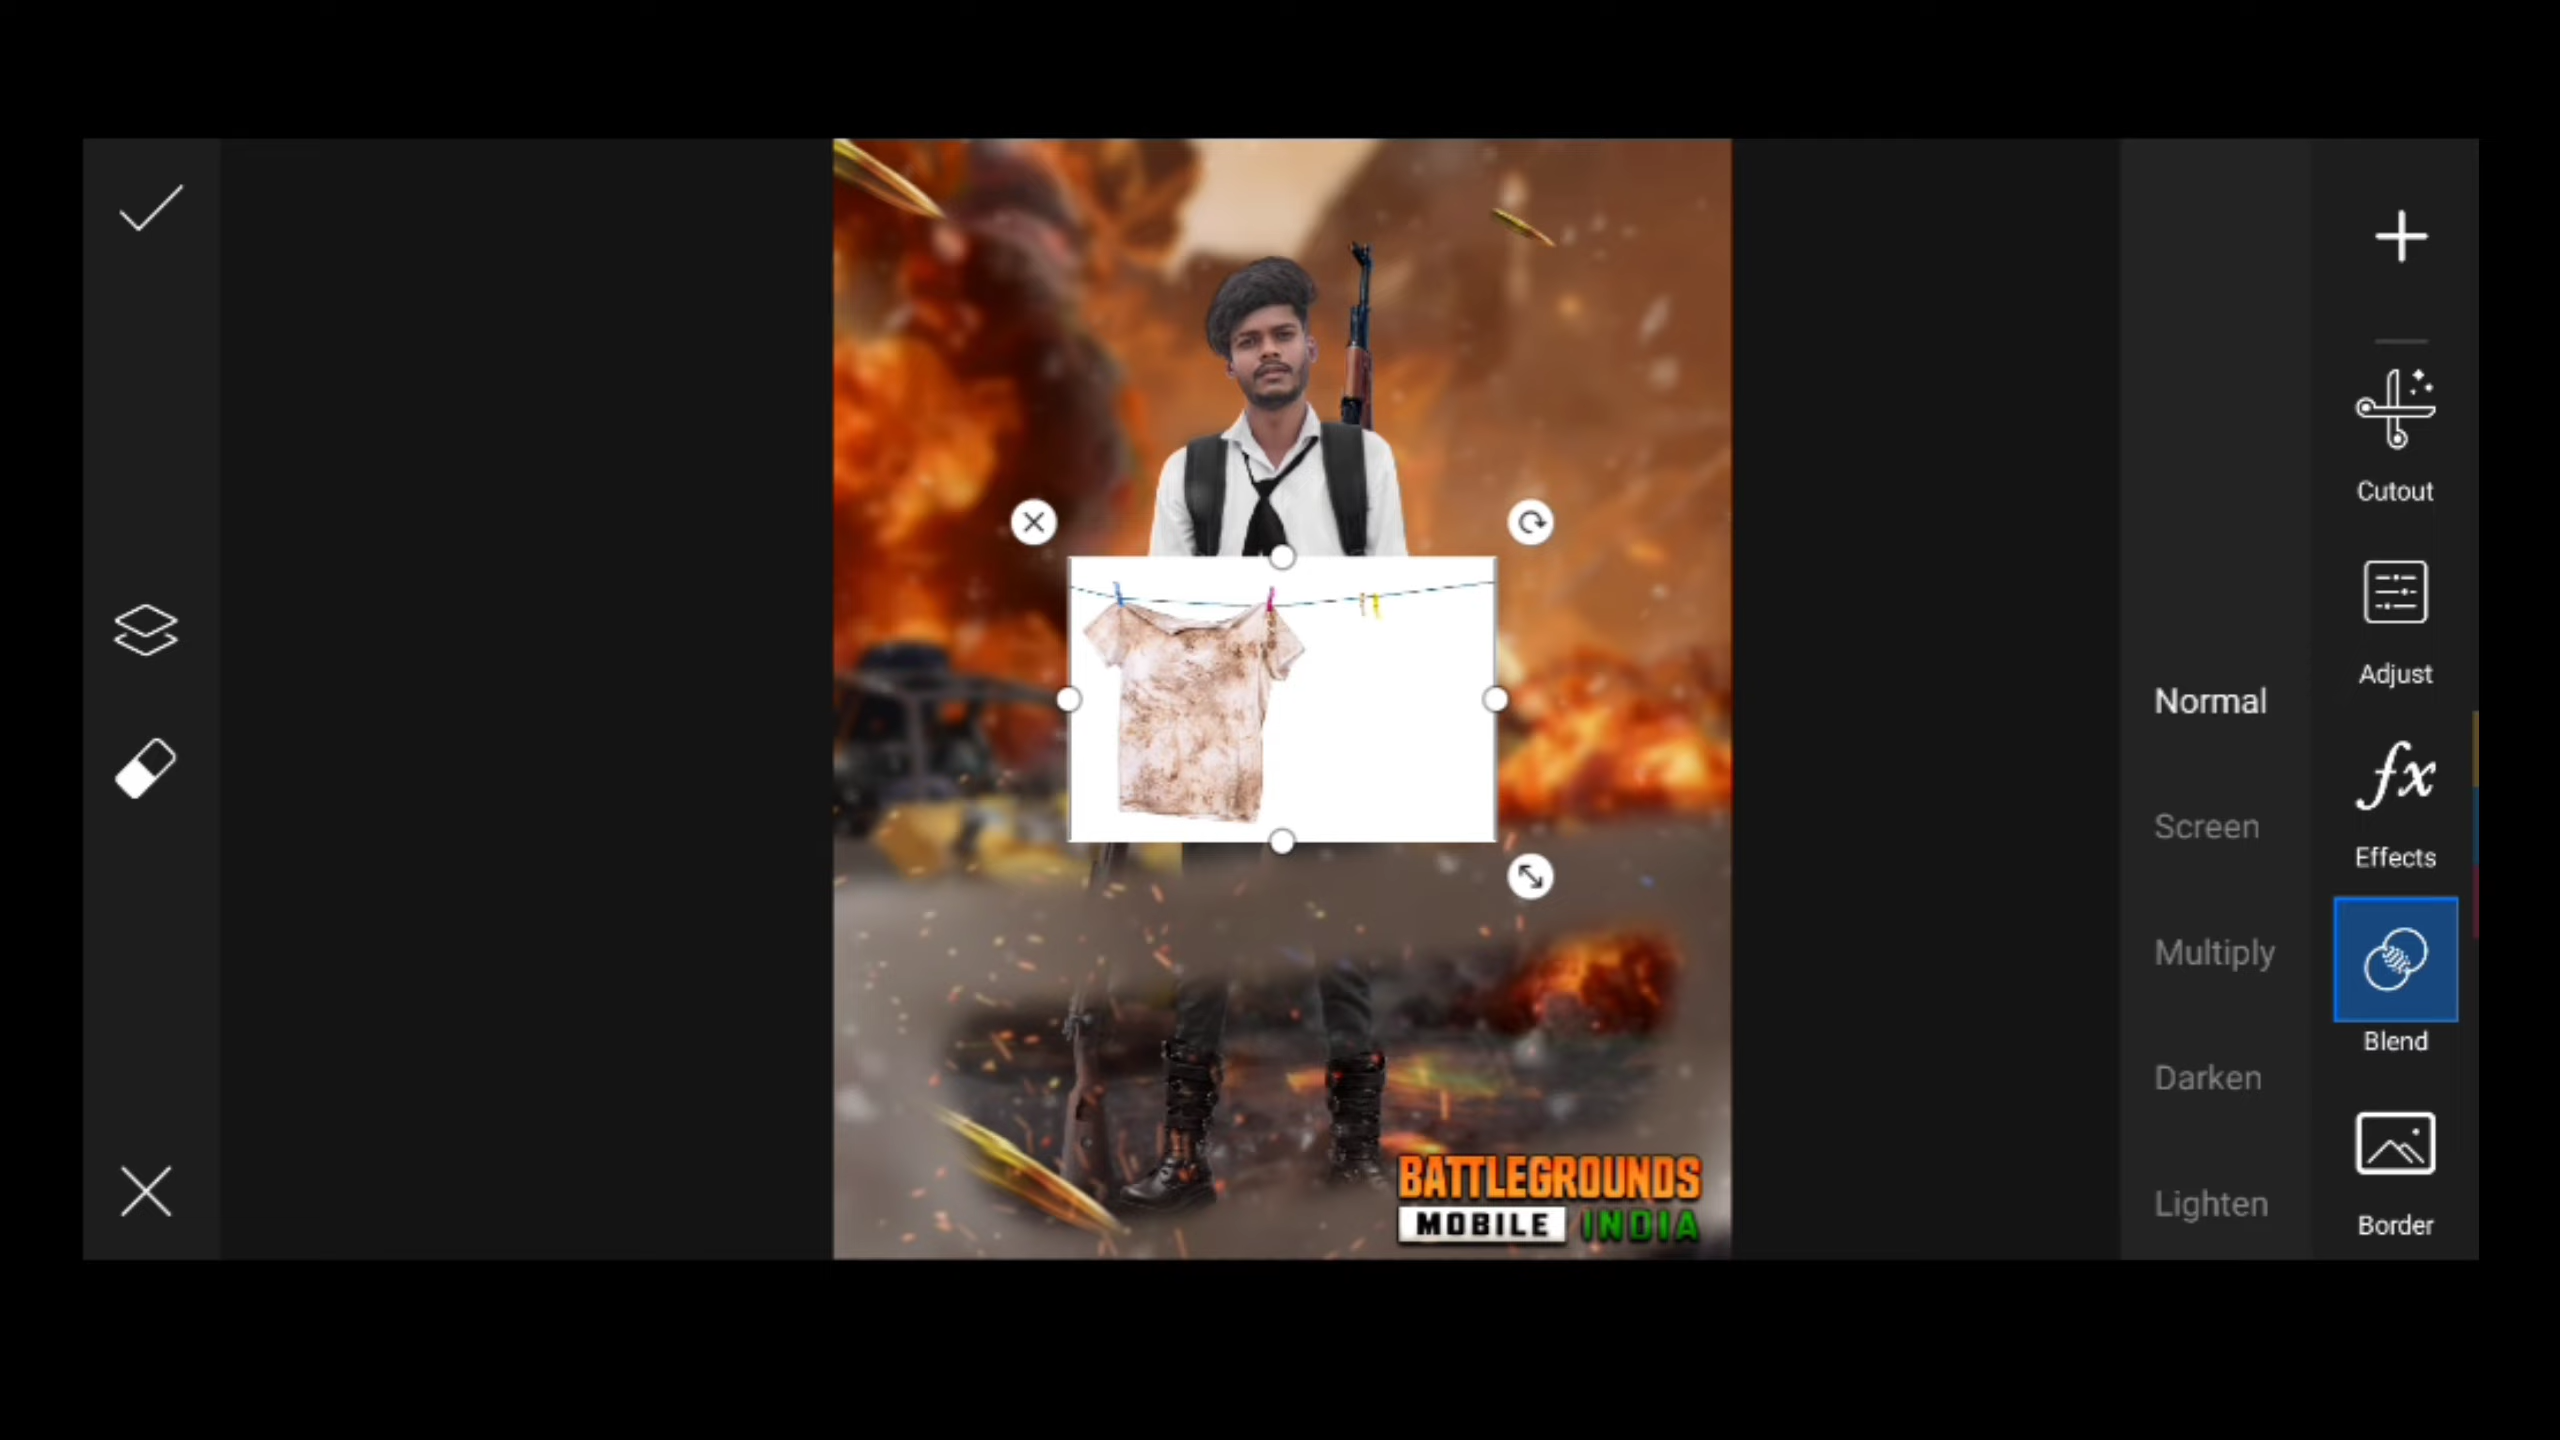 Cutout
Adjust
Normal
Screen
Effects
Multiply
Blend
Darken
Lighten
Border
BATTLEGROUNDS
MOBILE INDIA